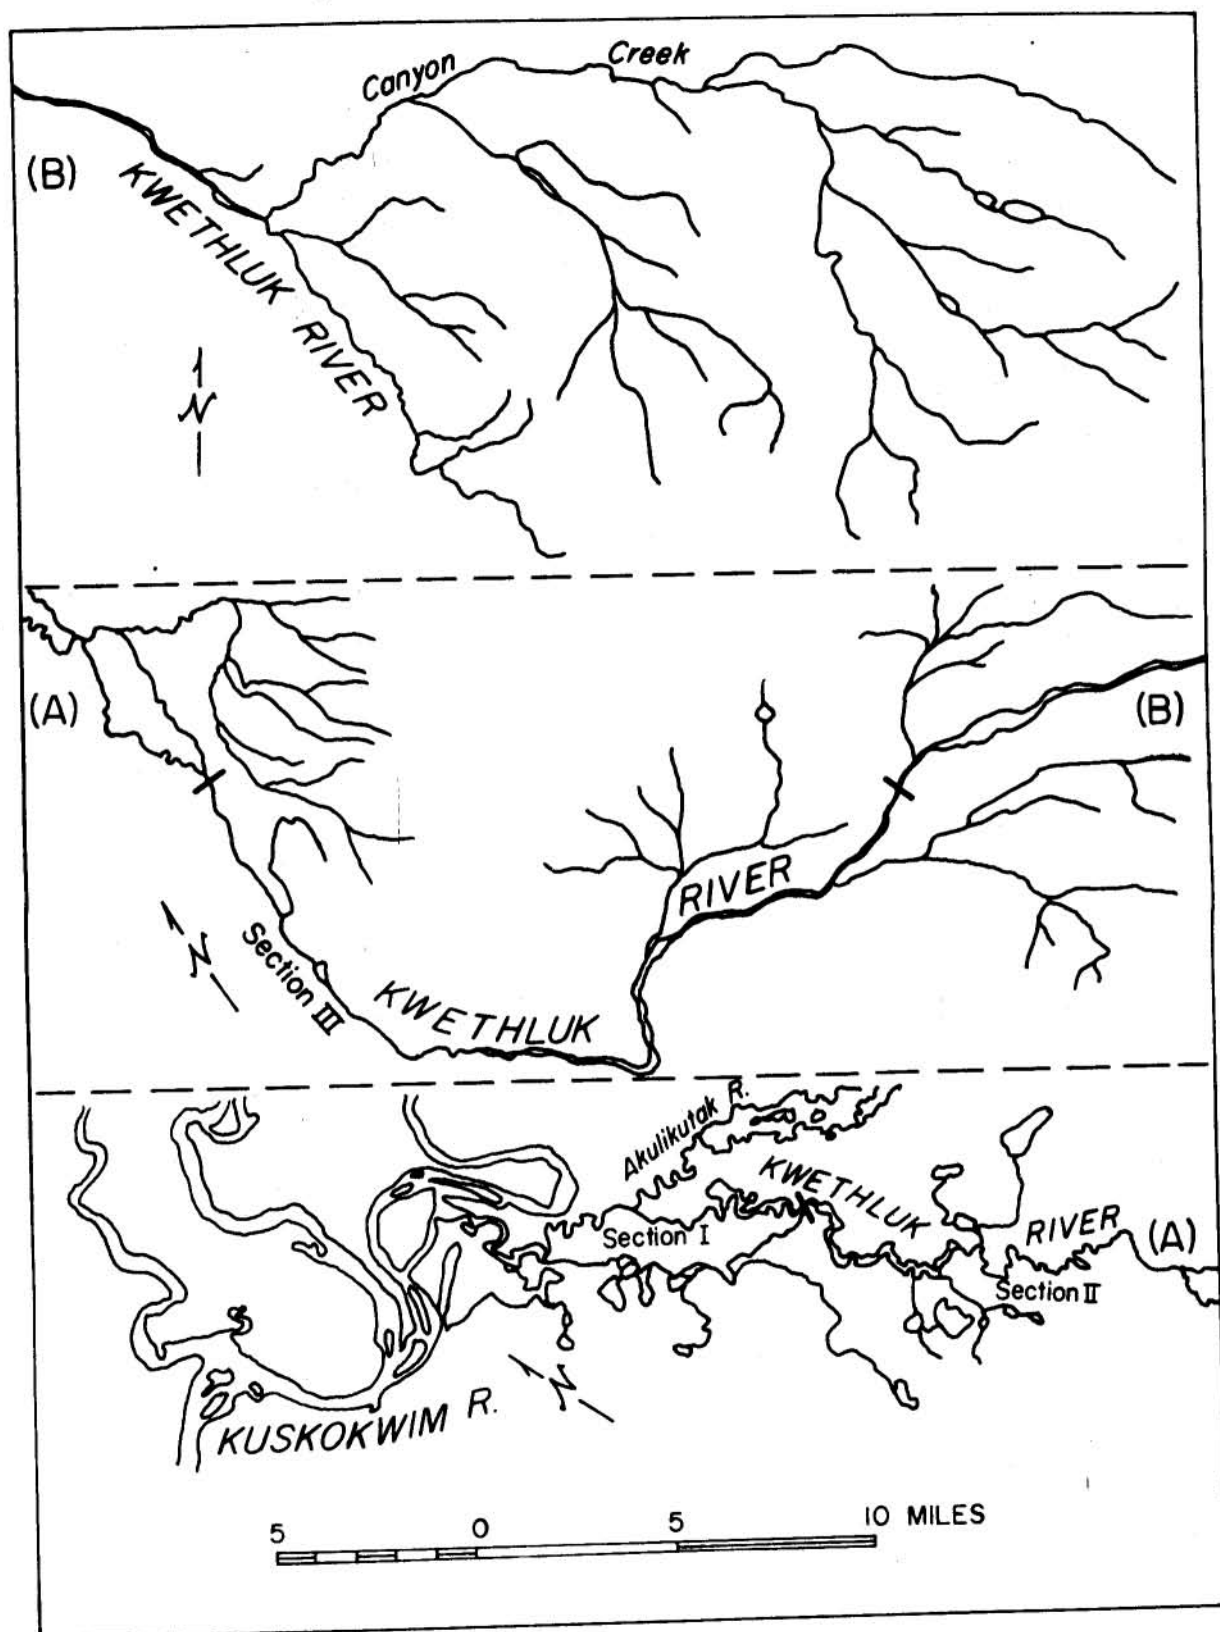 Canyon Creek
(B)
KWETHLUK RIVER
N
(A)
(B)
RIVER
N
Section III
KWETHLUK
Akulikutak R.
KWETHLUK RIVER
(A)
Section I
Section II
N
KUSKOKWIM R.
5 0 5 10 MILES